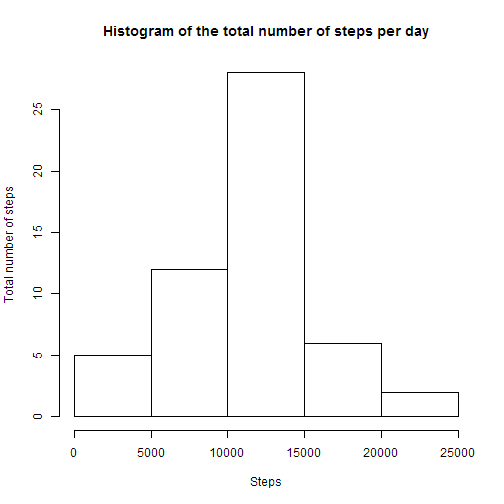 Histogram of the total number of steps per day
Total number of steps
25
20
15
10
5
0
0 5000 10000 15000 20000 25000
Steps